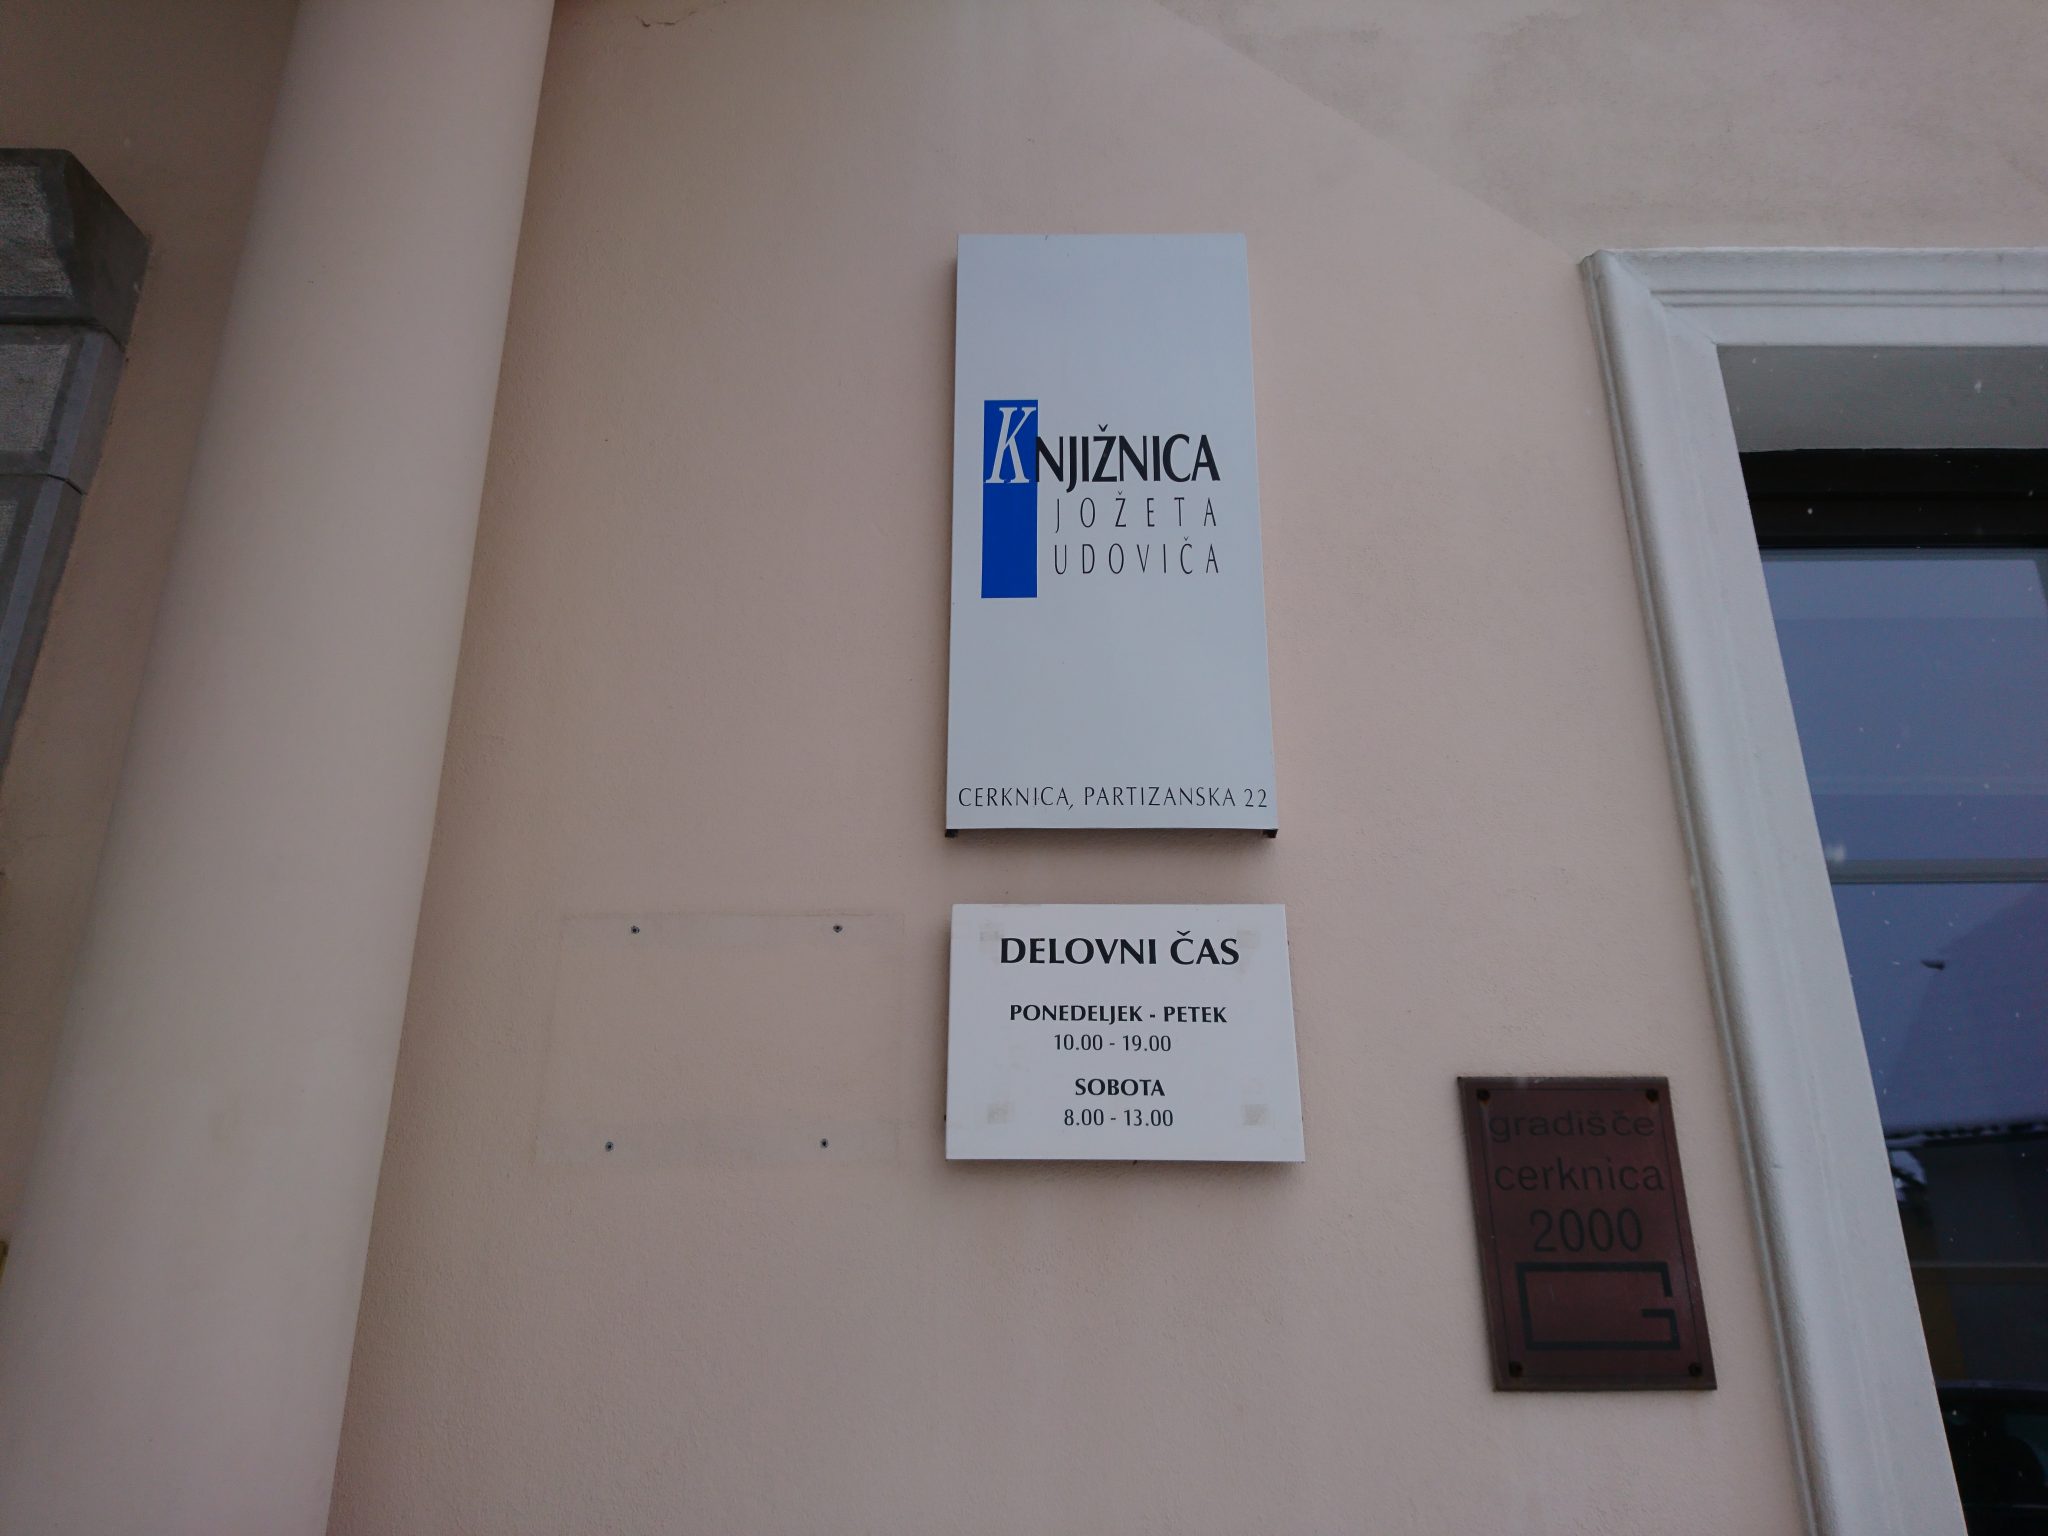 KNJIŽNICA
JOŽETA
UDOVIČA
CERKNICA, PARTIZANSKA 22
DELOVNI ČAS
PONEDELJEK - PETEK
10.00 - 19.00
SOBOTA
8.00 - 13.00
gradišče
cerknica
2000